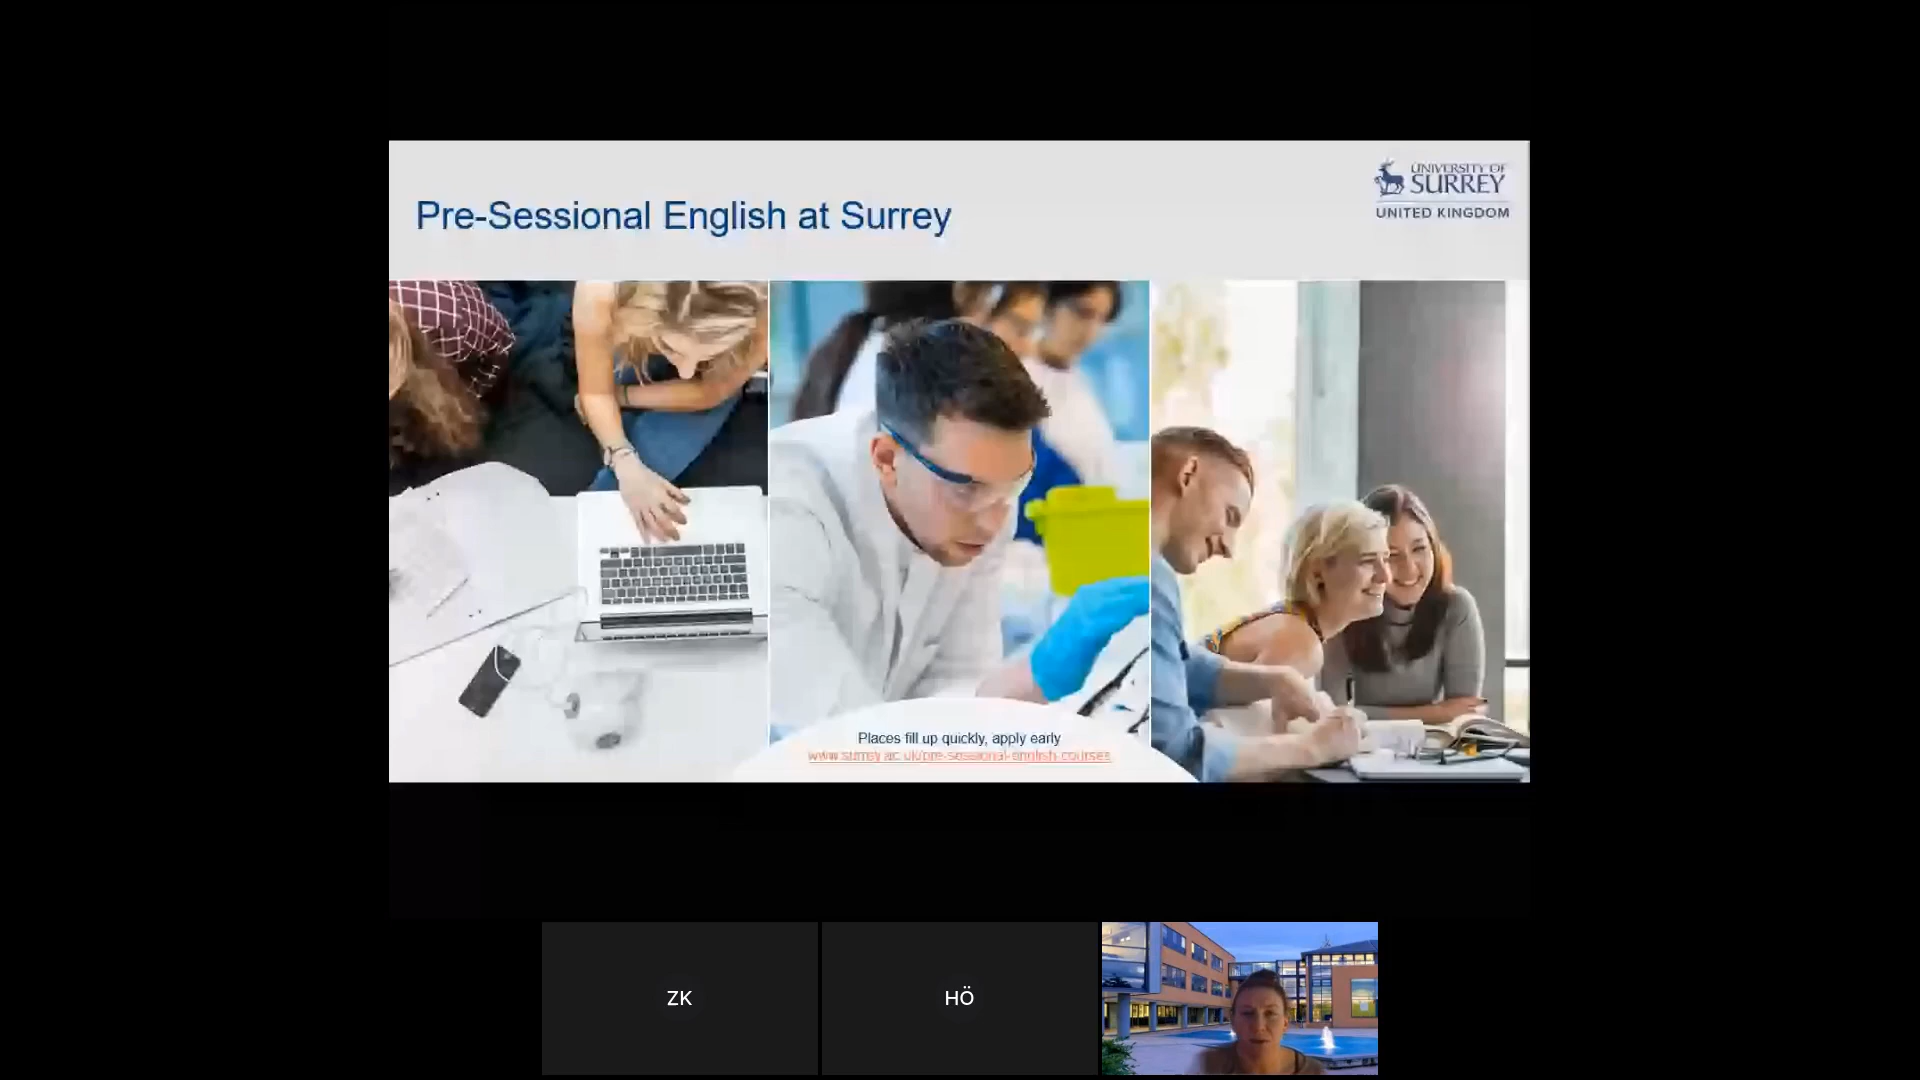 UNIVERSITY OF
SURREY
UNITED KINGDOM
Pre-Sessional English at Surrey
Places fill up quickly, apply early
www.surrey.ac.uk/pre-sessional-english-courses
ZK
HÖ